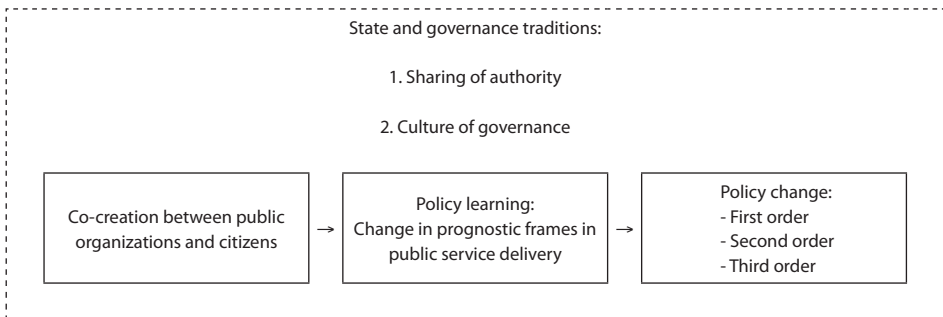 State and governance traditions:
1. Sharing of authority
2. Culture of governance
Co-creation between public
organizations and citizens
→
Policy learning:
Change in prognostic frames in
public service delivery
→
Policy change:
- First order
- Second order
- Third order